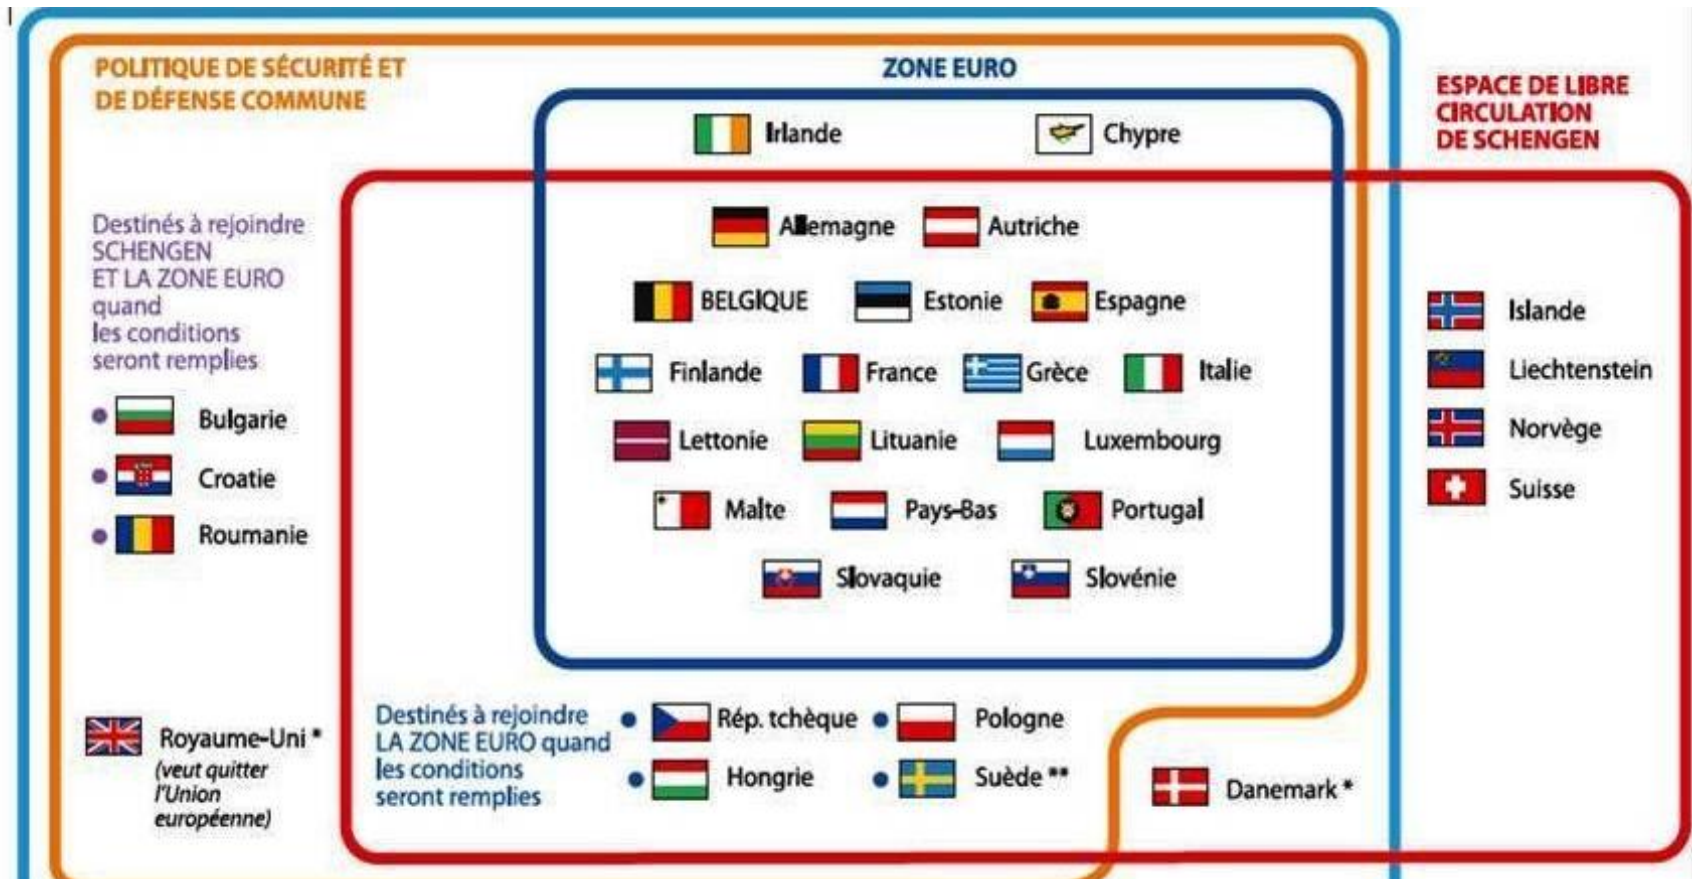 POLITIQUE DE SÉCURITÉ ET
DE DÉFENSE COMMUNE
ZONE EURO
ESPACE DE LIBRE
CIRCULATION
DE SCHENGEN
Irlande
Chypre
Destinés à rejoindre
SCHENGEN
ET LA ZONE EURO
quand
les conditions
seront remplies
Bulgarie
Croatie
Roumanie
Allemagne
Autriche
BELGIQUE
Estonie
Espagne
Finlande
France
Grèce
Italie
Lettonie
Lituanie
Luxembourg
Malte
Pays-Bas
Portugal
Slovaquie
Slovénie
Islande
Liechtenstein
Norvège
Suisse
Royaume-Uni *
(veut quitter
l'Union
européenne)
Destinés à rejoindre
LA ZONE EURO quand
les conditions
seront remplies
Rép. tchèque
Pologne
Hongrie
Suède **
Danemark *